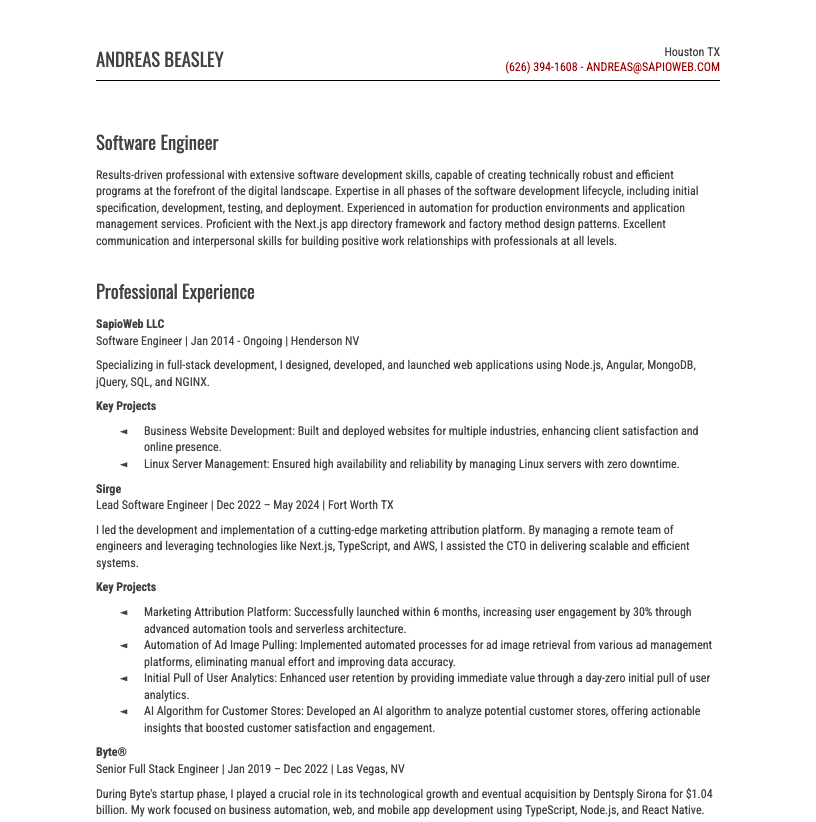 ANDREAS BEASLEY
Houston TX
(626) 394-1608 - ANDREAS@SAPIOWEB.COM
Software Engineer
Results-driven professional with extensive software development skills, capable of creating technically robust and efficient
programs at the forefront of the digital landscape. Expertise in all phases of the software development lifecycle, including initial
specification, development, testing, and deployment. Experienced in automation for production environments and application
management services. Proficient with the Next.js app directory framework and factory method design patterns. Excellent
communication and interpersonal skills for building positive work relationships with professionals at all levels.
Professional Experience
SapioWeb LLC
Software Engineer | Jan 2014 - Ongoing | Henderson NV
Specializing in full-stack development, I designed, developed, and launched web applications using Node.js, Angular, MongoDB,
jQuery, SQL, and NGINX.
Key Projects
◄ Business Website Development: Built and deployed websites for multiple industries, enhancing client satisfaction and
online presence.
◄ Linux Server Management: Ensured high availability and reliability by managing Linux servers with zero downtime.
Sirge
Lead Software Engineer | Dec 2022 – May 2024 | Fort Worth TX
I led the development and implementation of a cutting-edge marketing attribution platform. By managing a remote team of
engineers and leveraging technologies like Next.js, TypeScript, and AWS, I assisted the CTO in delivering scalable and efficient
systems.
Key Projects
◄ Marketing Attribution Platform: Successfully launched within 6 months, increasing user engagement by 30% through
advanced automation tools and serverless architecture.
◄ Automation of Ad Image Pulling: Implemented automated processes for ad image retrieval from various ad management
platforms, eliminating manual effort and improving data accuracy.
◄ Initial Pull of User Analytics: Enhanced user retention by providing immediate value through a day-zero initial pull of user
analytics.
◄ AI Algorithm for Customer Stores: Developed an AI algorithm to analyze potential customer stores, offering actionable
insights that boosted customer satisfaction and engagement.
Byte®
Senior Full Stack Engineer | Jan 2019 – Dec 2022 | Las Vegas, NV
During Byte's startup phase, I played a crucial role in its technological growth and eventual acquisition by Dentsply Sirona for $1.04
billion. My work focused on business automation, web, and mobile app development using TypeScript, Node.js, and React Native.